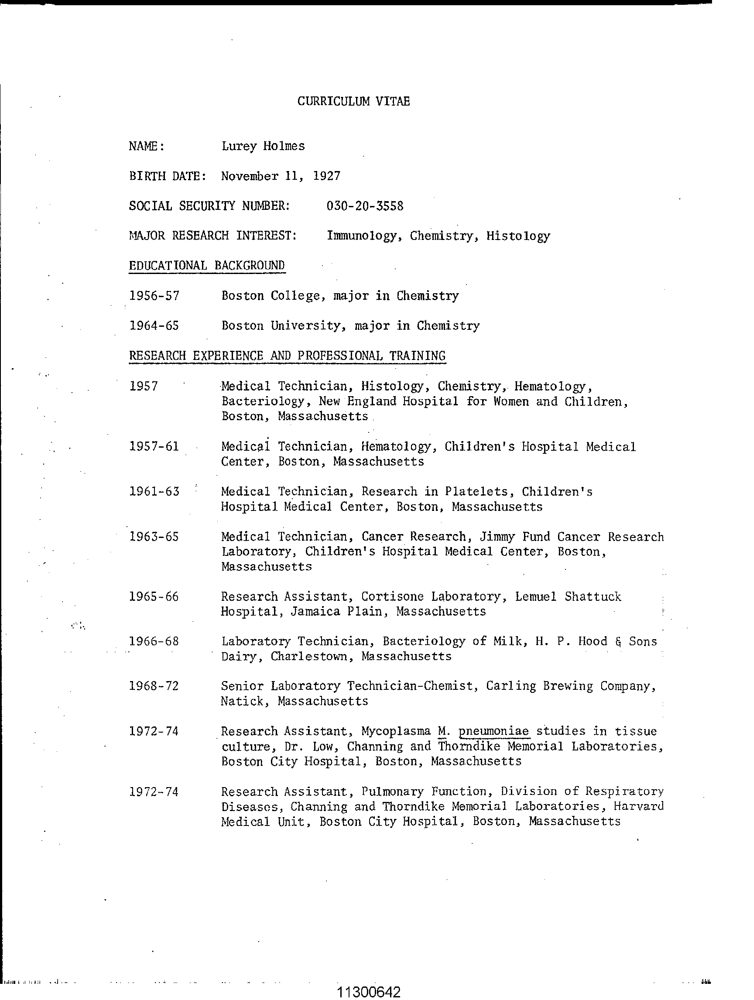 CURRICULUM VITAE
NAME: Lurey Holmes
BIRTH DATE: November 11, 1927
SOCIAL SECURITY NUMBER: 030-20-3558
MAJOR RESEARCH INTEREST: Immunology, Chemistry, Histology
EDUCATIONAL BACKGROUND
1956-57 Boston College, major in Chemistry
1964-65 Boston University, major in Chemistry
RESEARCH EXPERIENCE AND PROFESSIONAL TRAINING
1957 Medical Technician, Histology, Chemistry, Hematology,
Bacteriology, New England Hospital for Women and Children,
Boston, Massachusetts
1957-61 Medical Technician, Hematology, Children's Hospital Medical
Center, Boston, Massachusetts
1961-63 Medical Technician, Research in Platelets, Children's
Hospital Medical Center, Boston, Massachusetts
1963-65 Medical Technician, Cancer Research, Jimmy Fund Cancer Research
Laboratory, Children's Hospital Medical Center, Boston,
Massachusetts
1965-66 Research Assistant, Cortisone Laboratory, Lemuel Shattuck
Hospital, Jamaica Plain, Massachusetts
1966-68 Laboratory Technician, Bacteriology of Milk, H. P. Hood & Sons
Dairy, Charlestown, Massachusetts
1968-72 Senior Laboratory Technician-Chemist, Carling Brewing Company,
Natick, Massachusetts
1972-74 Research Assistant, Mycoplasma M. pneumoniae studies in tissue
culture, Dr. Low, Channing and Thorndike Memorial Laboratories,
Boston City Hospital, Boston, Massachusetts
1972-74 Research Assistant, Pulmonary Function, Division of Respiratory
Diseases, Channing and Thorndike Memorial Laboratories, Harvard
Medical Unit, Boston City Hospital, Boston, Massachusetts
11300642